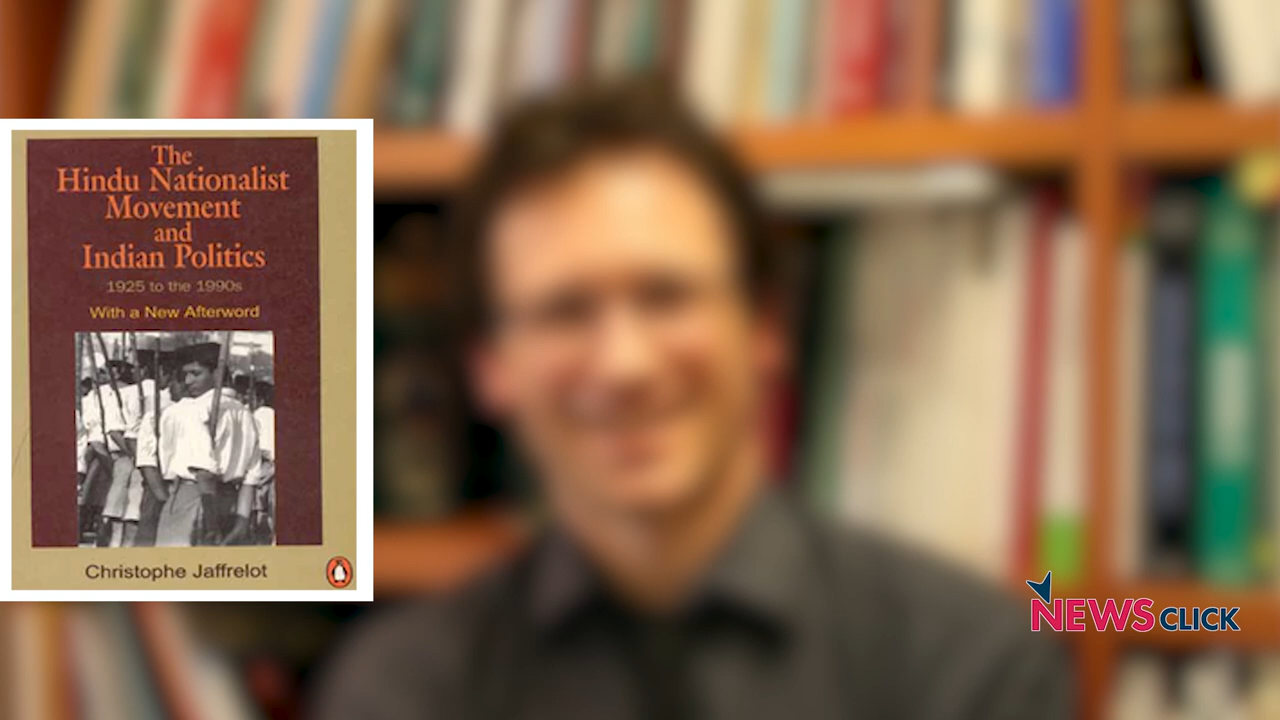 The
Hindu Nationalist
Movement
and
Indian Politics
1925 to the 1990s
With a New Afterword
Christophe Jaffrelot
NEWSCLICK